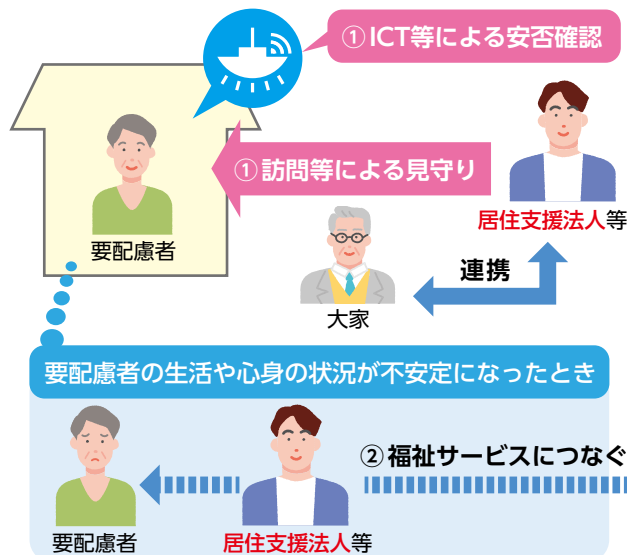 ①ICT等による安否確認
①訪問等による見守り
要配慮者
居住支援法人等
連携
大家
要配慮者の生活や心身の状況が不安定になったとき
②福祉サービスにつなぐ
要配慮者
居住支援法人等